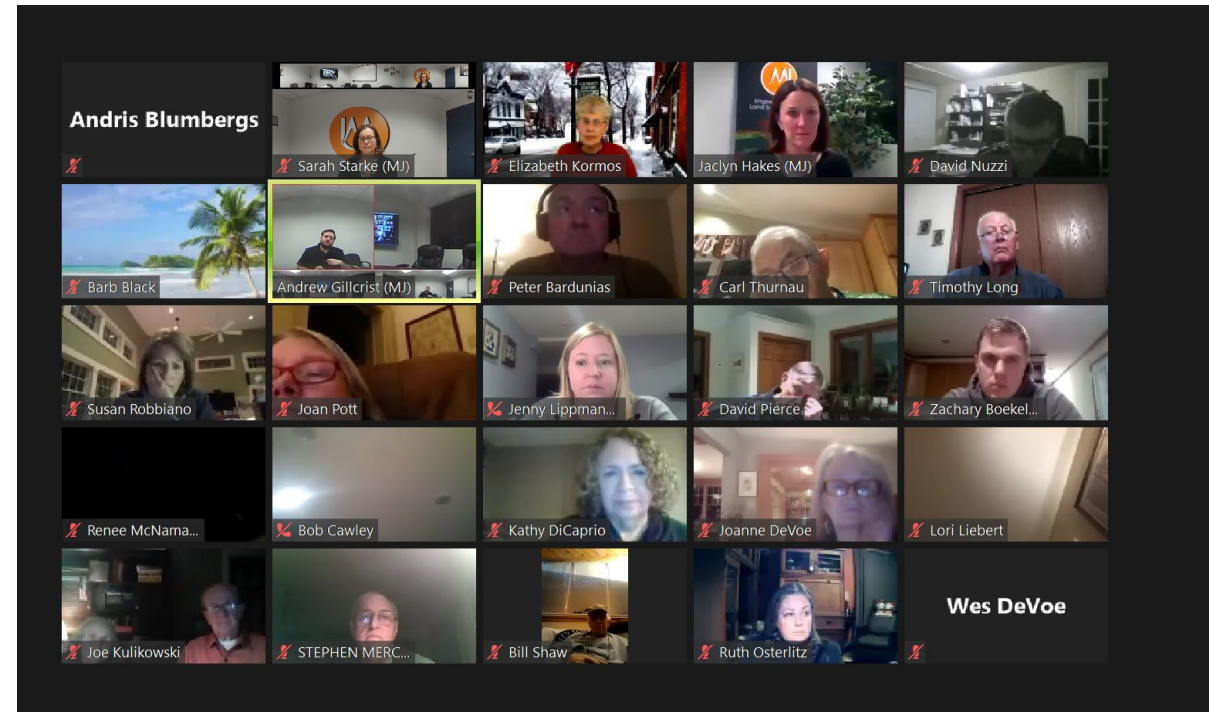 Andris Blumbergs
Sarah Starke (MJ)
Elizabeth Kormos
Jaclyn Hakes (MJ)
David Nuzzi
Barb Black
Andrew Gillcrist (MJ)
Peter Bardunias
Carl Thurnau
Timothy Long
Susan Robbiano
Joan Pott
Jenny Lippman...
David Pierce
Zachary Boekel...
Renee McNama...
Bob Cawley
Kathy DiCaprio
Joanne DeVoe
Lori Liebert
Joe Kulikowski
STEPHEN MERC...
Bill Shaw
Ruth Osterlitz
Wes DeVoe